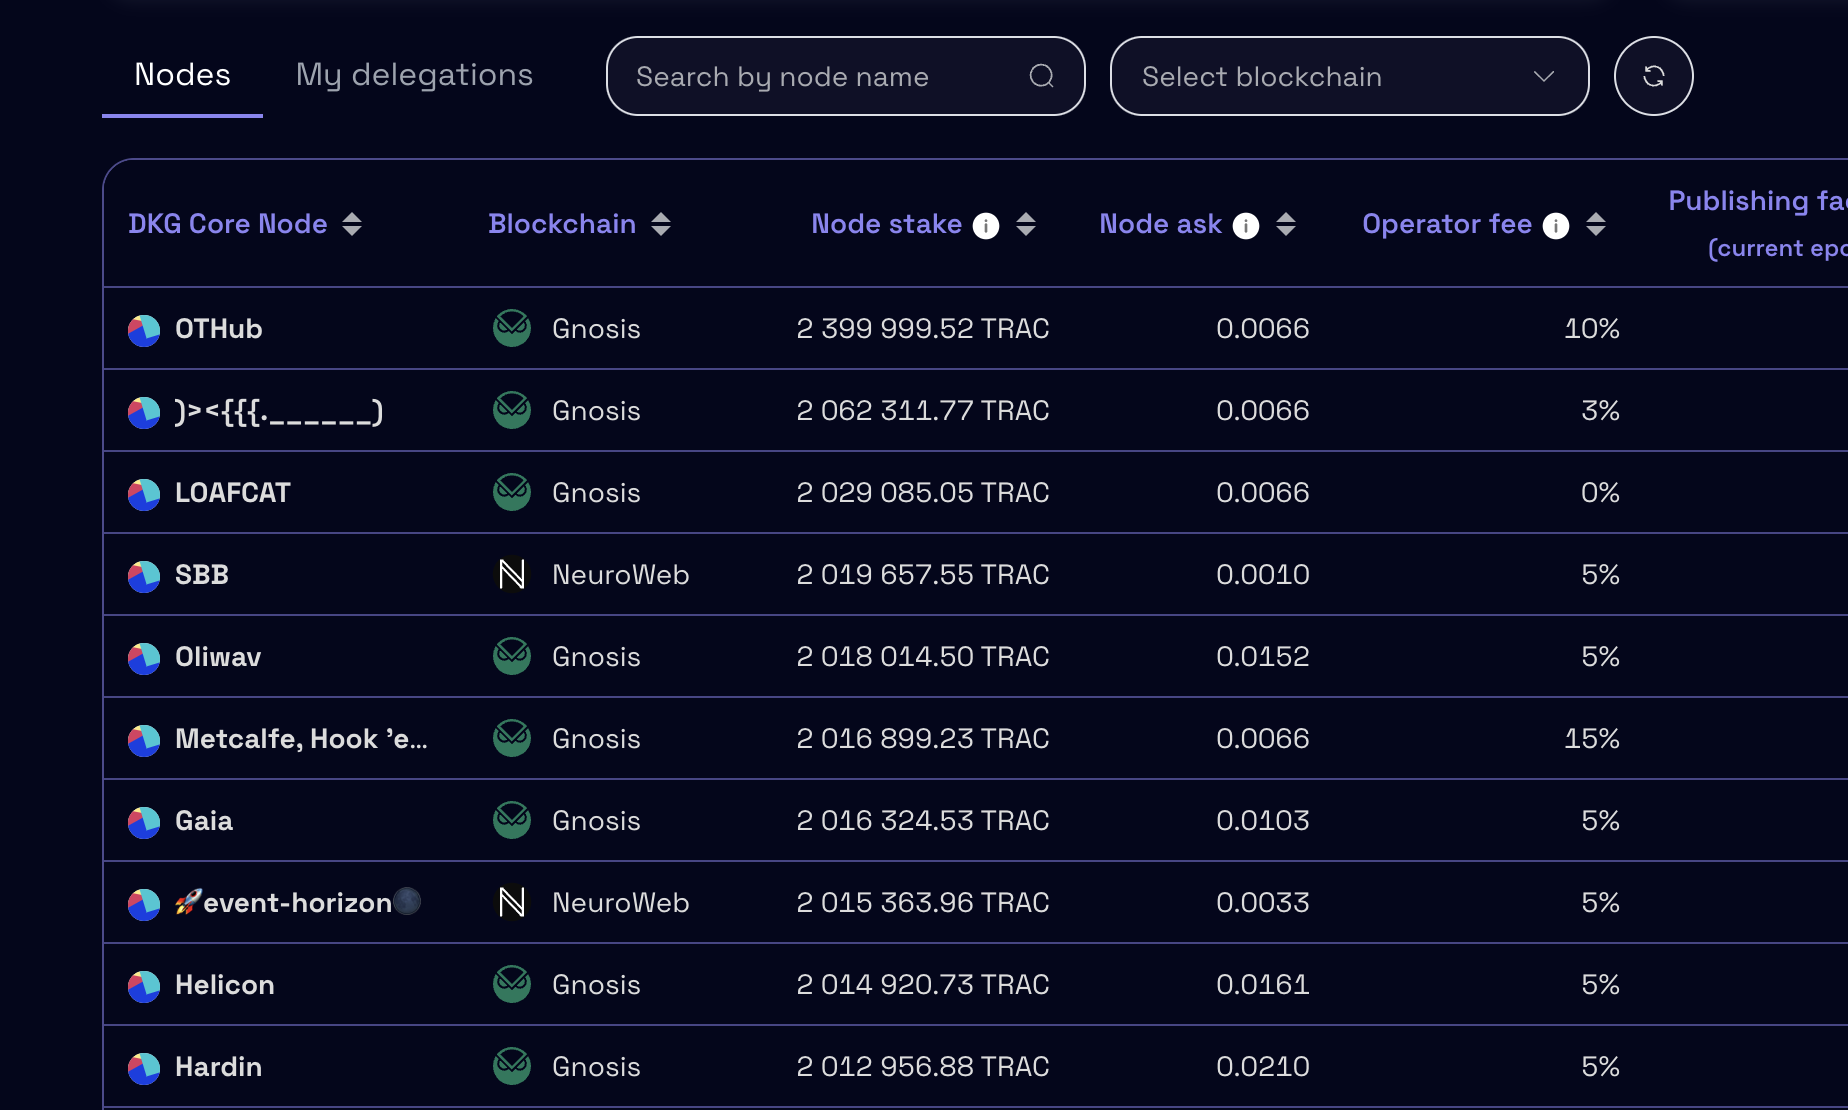 Nodes My delegations Search by node name Select blockchain
DKG Core Node Blockchain Node stake i Node ask i Operator fee i Publishing
(current
OTHub Gnosis 2 399 999.52 TRAC 0.0066 10%
)><{{{.______) Gnosis 2 062 311.77 TRAC 0.0066 3%
LOAFCAT Gnosis 2 029 085.05 TRAC 0.0066 0%
SBB NeuroWeb 2 019 657.55 TRAC 0.0010 5%
Oliwav Gnosis 2 018 014.50 TRAC 0.0152 5%
Metcalfe, Hook ’e... Gnosis 2 016 899.23 TRAC 0.0066 15%
Gaia Gnosis 2 016 324.53 TRAC 0.0103 5%
🚀event-horizon🌑 NeuroWeb 2 015 363.96 TRAC 0.0033 5%
Helicon Gnosis 2 014 920.73 TRAC 0.0161 5%
Hardin Gnosis 2 012 956.88 TRAC 0.0210 5%